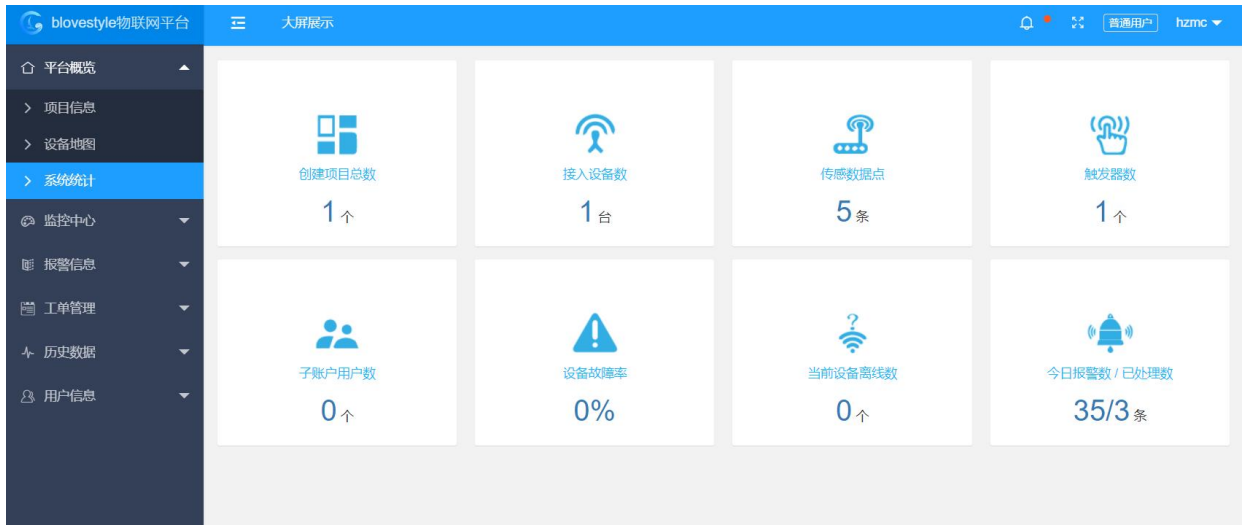 blovestyle物联网平台
大屏展示
普通用户
hzmc
平台概览
项目信息
设备地图
系统统计
监控中心
报警信息
工单管理
历史数据
用户信息
创建项目总数
1 个
接入设备数
1 台
传感数据点
5 条
触发器数
1 个
子账户用户数
0 个
设备故障率
0%
当前设备离线数
0 个
今日报警数 / 已处理数
35/3 条